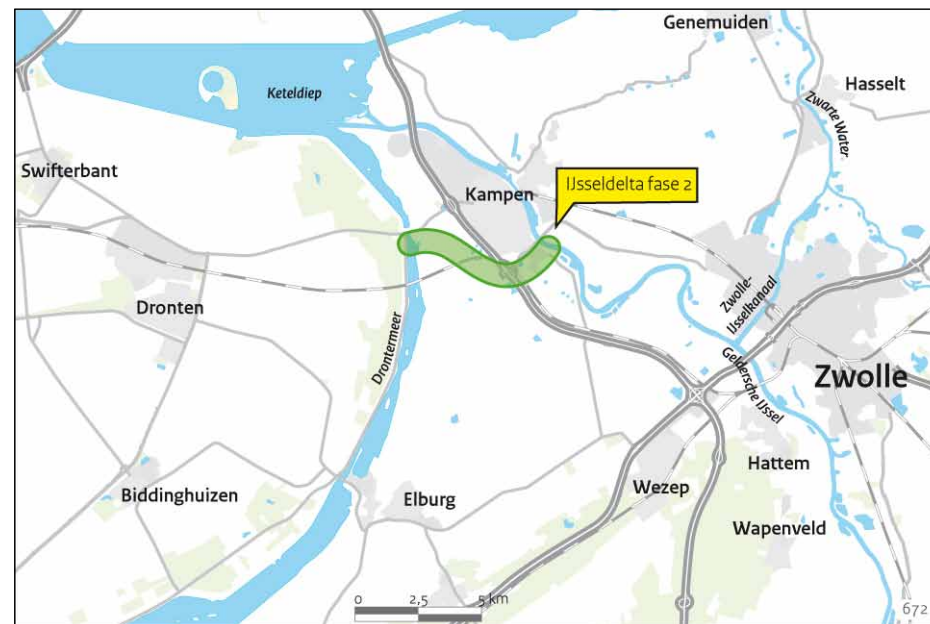 Genemuiden
Hasselt
Keteldiep
Zwarte Water
Swifterbant
IJsseldelta fase 2
Kampen
Dronten
Zwolle-
IJsselkanaal
Drontermeer
Geldersche IJssel
Zwolle
Hattem
Biddinghuizen
Elburg
Wezep
Wapenveld
0 2,5 5 km
672